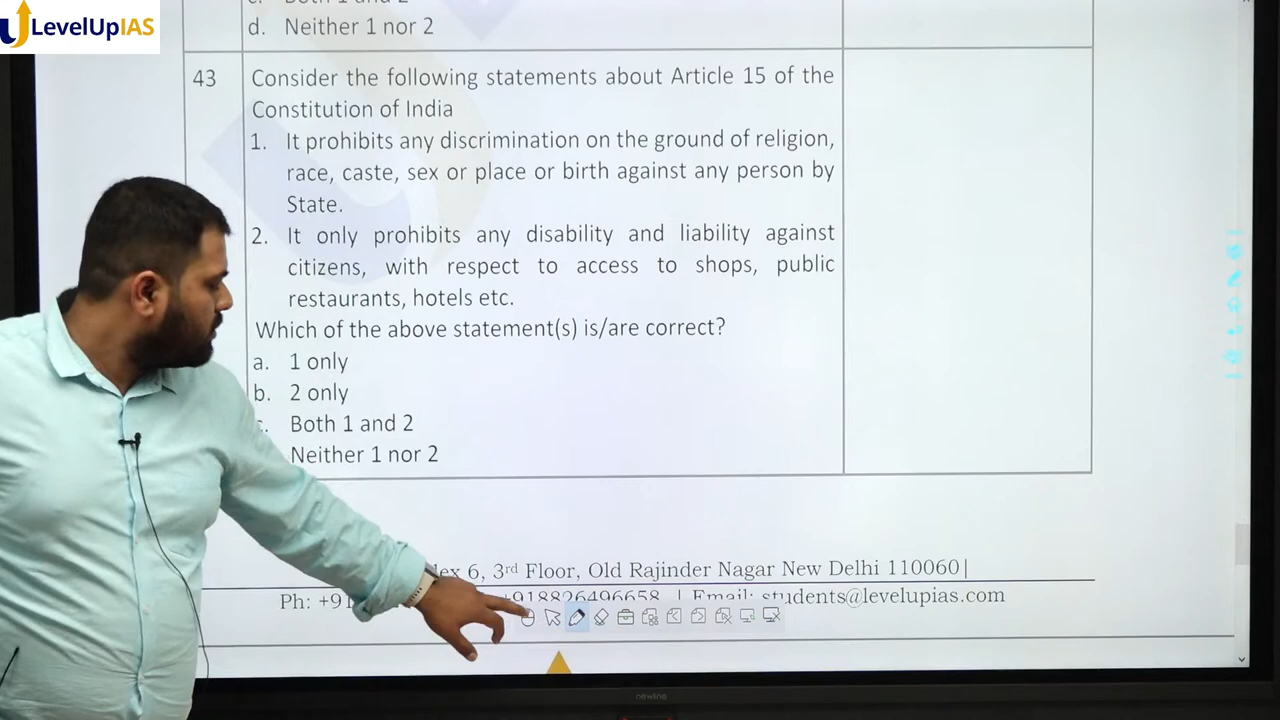 LevelUpIAS
d. Neither 1 nor 2
43 Consider the following statements about Article 15 of the
Constitution of India
1. It prohibits any discrimination on the ground of religion,
race, caste, sex or place or birth against any person by
State.
2. It only prohibits any disability and liability against
citizens, with respect to access to shops, public
restaurants, hotels etc.
Which of the above statement(s) is/are correct?
a. 1 only
b. 2 only
c. Both 1 and 2
Neither 1 nor 2
6, 3rd Floor, Old Rajinder Nagar New Delhi 110060|
Ph: +91 +918826496658 | Email: students@levelupias.com
newline